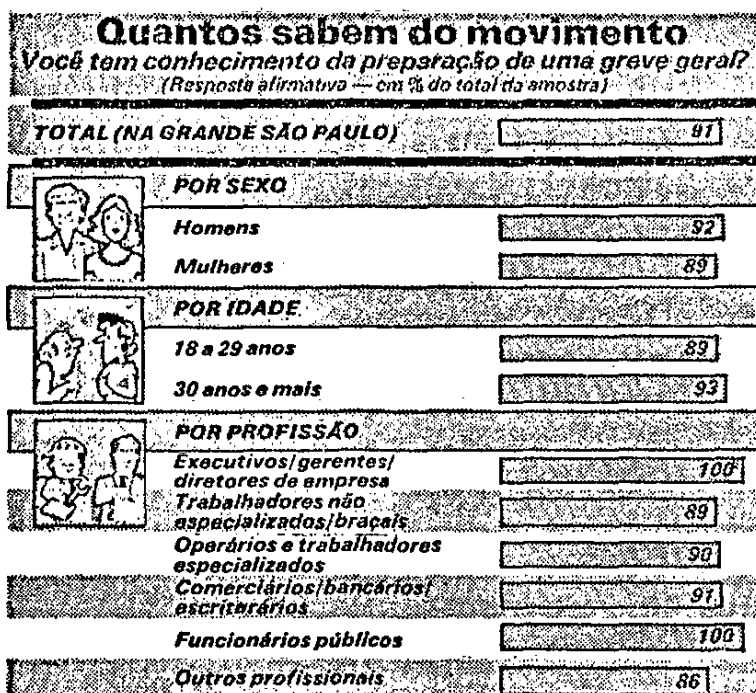 Quantos sabem do movimento
Você tem conhecimento da preparação de uma greve geral?
(Resposta afirmativa — em % do total da amostra)
TOTAL (NA GRANDE SÃO PAULO) 91
POR SEXO
Homens 92
Mulheres 89
POR IDADE
18 a 29 anos 89
30 anos e mais 93
POR PROFISSÃO
Executivos/gerentes/
diretores de empresa 100
Trabalhadores não
especializados/braçais 89
Operários e trabalhadores
especializados 90
Comerciários/bancários/
escriturários 91
Funcionários públicos 100
Outros profissionais 86